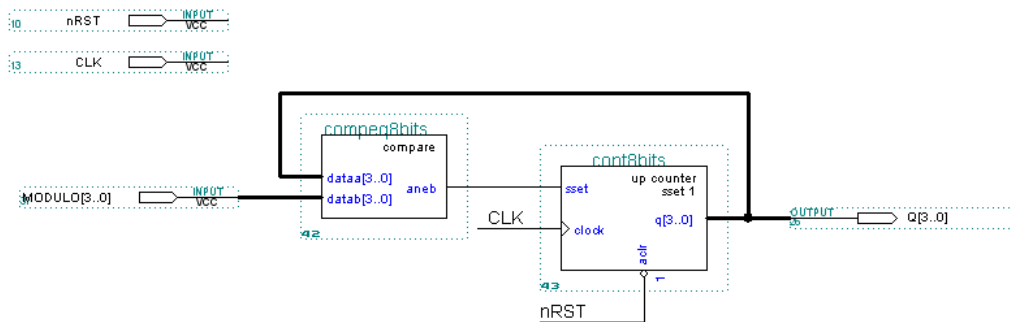 nRST
INPUT
VCC
10
CLK
INPUT
VCC
13
compeq8bits
compare
dataa[3..0]
datab[3..0]
aneb
42
MODULO[3..0]
INPUT
VCC
cont8bits
up counter
sset 1
sset
q[3..0]
clock
aclr
1
43
CLK
nRST
OUTPUT
Q[3..0]